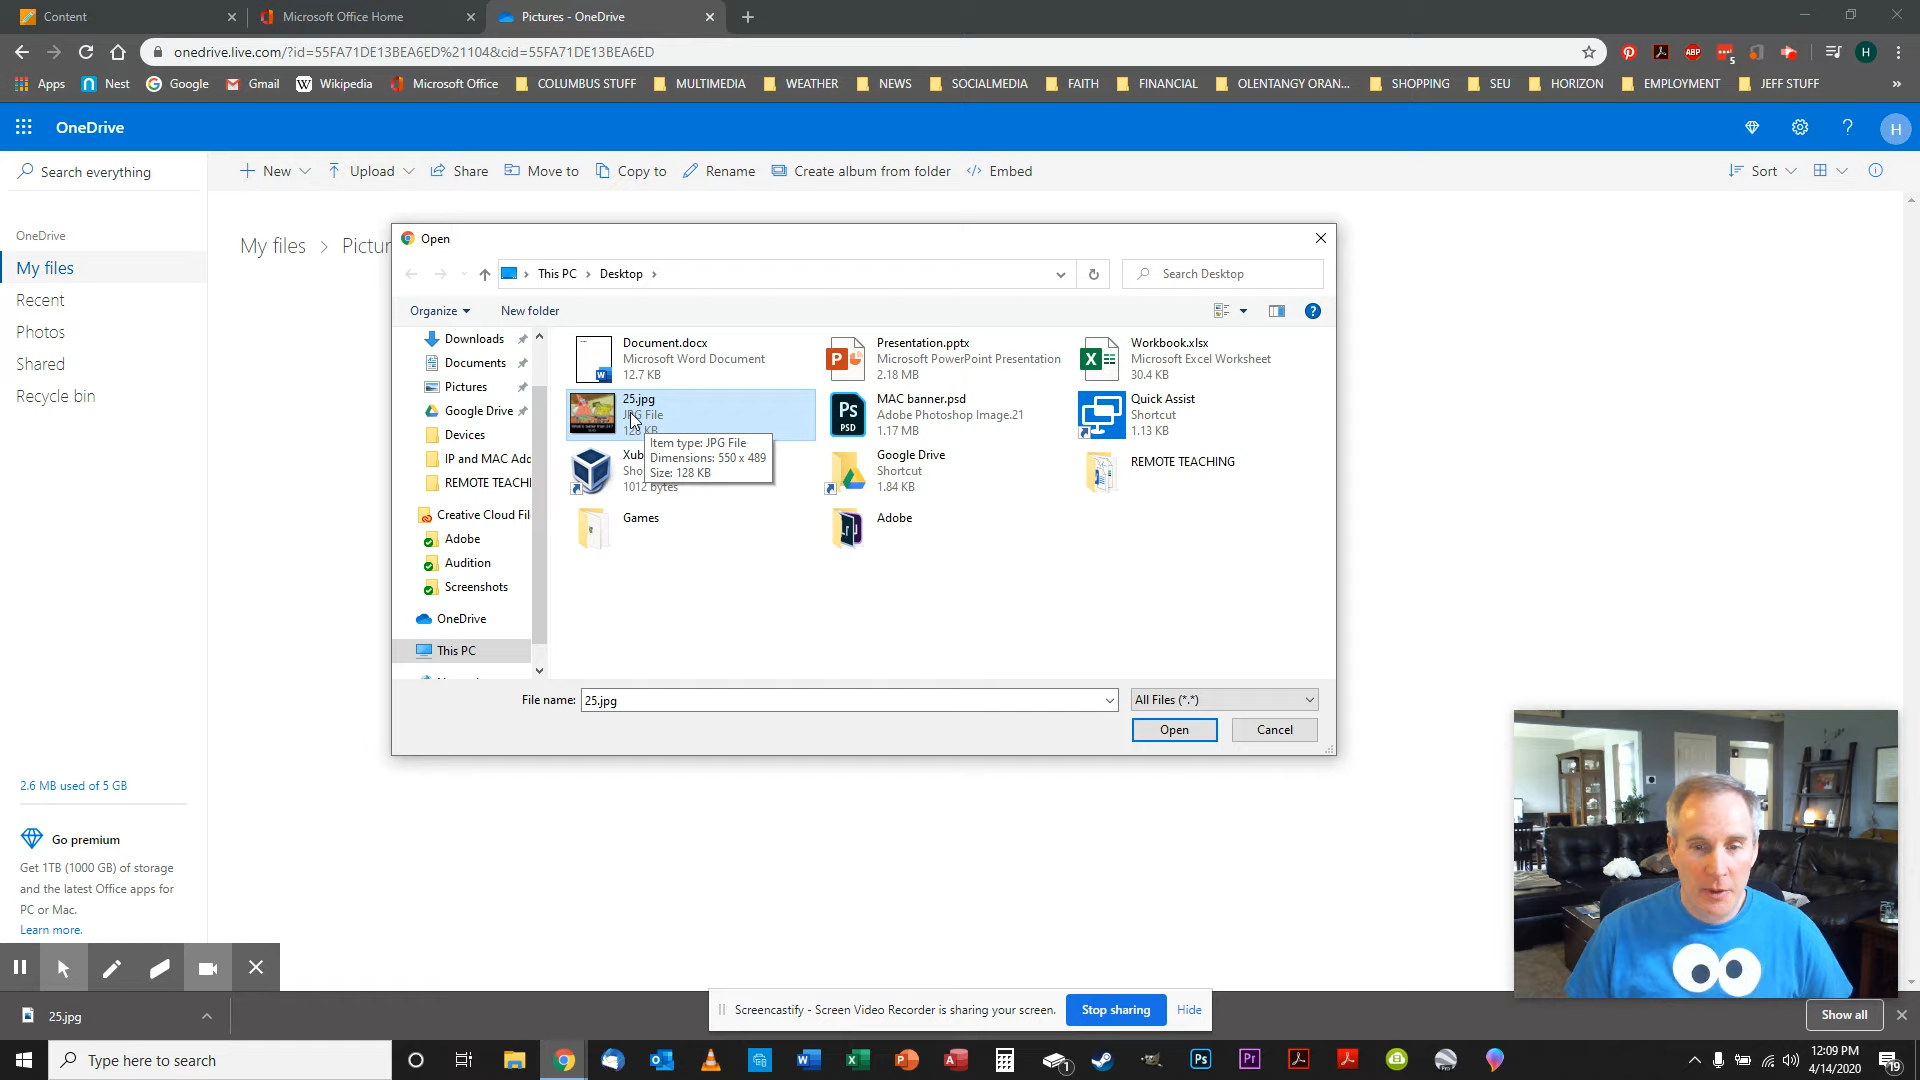 Content
Microsoft Office Home
Pictures - OneDrive
onedrive.live.com/?id=55FA71DE13BEA6ED%21104&cid=55FA71DE13BEA6ED
ABP
5
H
Apps
Nest
Google
Gmail
Wikipedia
Microsoft Office
COLUMBUS STUFF
MULTIMEDIA
WEATHER
NEWS
SOCIALMEDIA
FAITH
FINANCIAL
OLENTANGY ORAN...
SHOPPING
SEU
HORIZON
EMPLOYMENT
JEFF STUFF
»
OneDrive
?
H
Search everything
New
Upload
Share
Move to
Copy to
Rename
Create album from folder
Embed
Sort
OneDrive
My files
Recent
Photos
Shared
Recycle bin
My files > Pictur
Open
This PC > Desktop >
Search Desktop
Organize
New folder
Downloads
Documents
Pictures
Google Drive
Devices
IP and MAC Add
REMOTE TEACHI
Creative Cloud Fil
Adobe
Audition
Screenshots
OneDrive
This PC
Document.docx
Microsoft Word Document
12.7 KB
Presentation.pptx
Microsoft PowerPoint Presentation
2.18 MB
Workbook.xlsx
Microsoft Excel Worksheet
30.4 KB
25.jpg
JPG File
128 KB
MAC banner.psd
Adobe Photoshop Image.21
1.17 MB
Quick Assist
Shortcut
1.13 KB
Item type: JPG File
Dimensions: 550 x 489
Size: 128 KB
Xub
Sho
1012 bytes
Google Drive
Shortcut
1.84 KB
REMOTE TEACHING
Games
Adobe
File name: 25.jpg
All Files (*.*)
Open
Cancel
2.6 MB used of 5 GB
Go premium
Get 1TB (1000 GB) of storage
and the latest Office apps for
PC or Mac.
Learn more.
25.jpg
Screencastify - Screen Video Recorder is sharing your screen.
Stop sharing
Hide
Show all
Type here to search
12:09 PM
4/14/2020
19